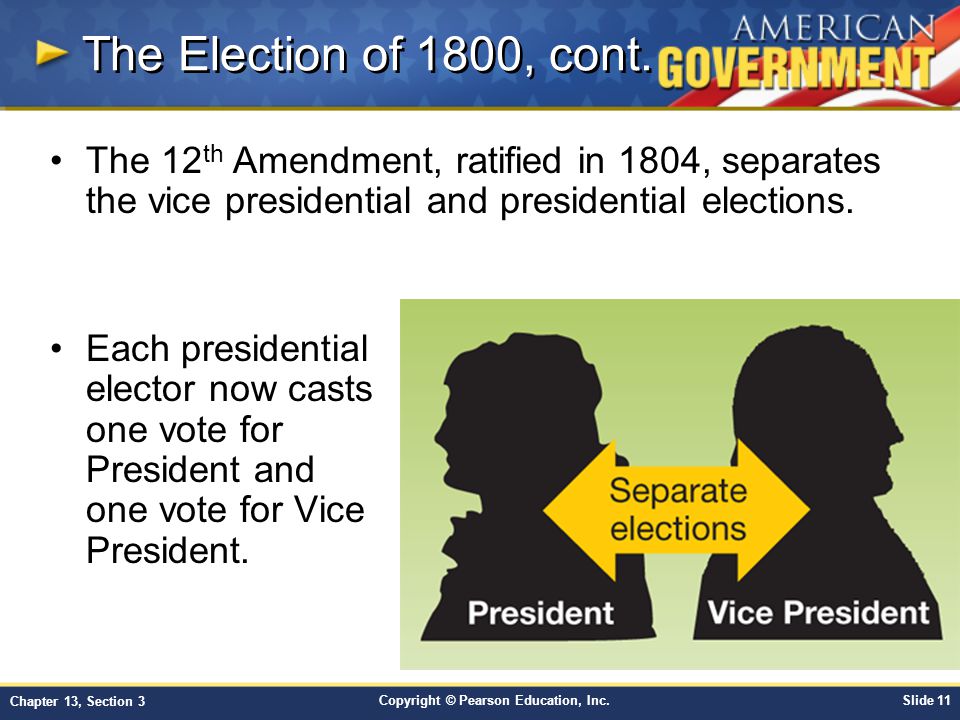 The Election of 1800, cont.
AMERICAN
GOVERNMENT
• The 12th Amendment, ratified in 1804, separates
the vice presidential and presidential elections.
• Each presidential
elector now casts
one vote for
President and
one vote for Vice
President.
Separate
elections
President
Vice President
Chapter 13, Section 3
Copyright © Pearson Education, Inc.
Slide 11